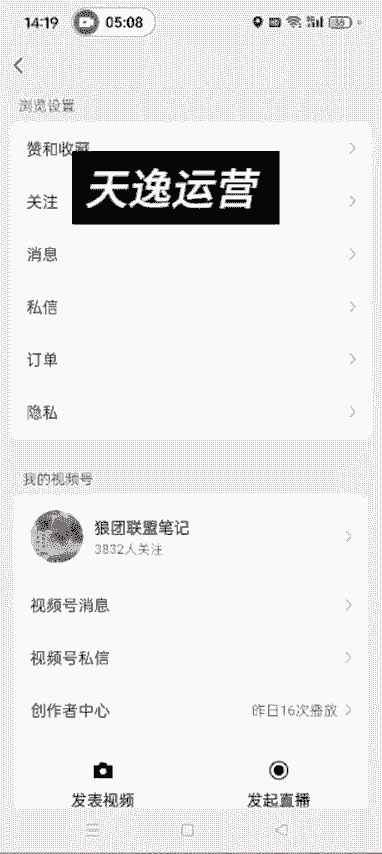 14:19 05:08 36
浏览设置
赞和收藏
天逸运营
关注
消息
私信
订单
隐私
我的视频号
狼团联盟笔记
3832人关注
视频号消息
视频号私信
创作者中心 昨日16次播放
发表视频 发起直播